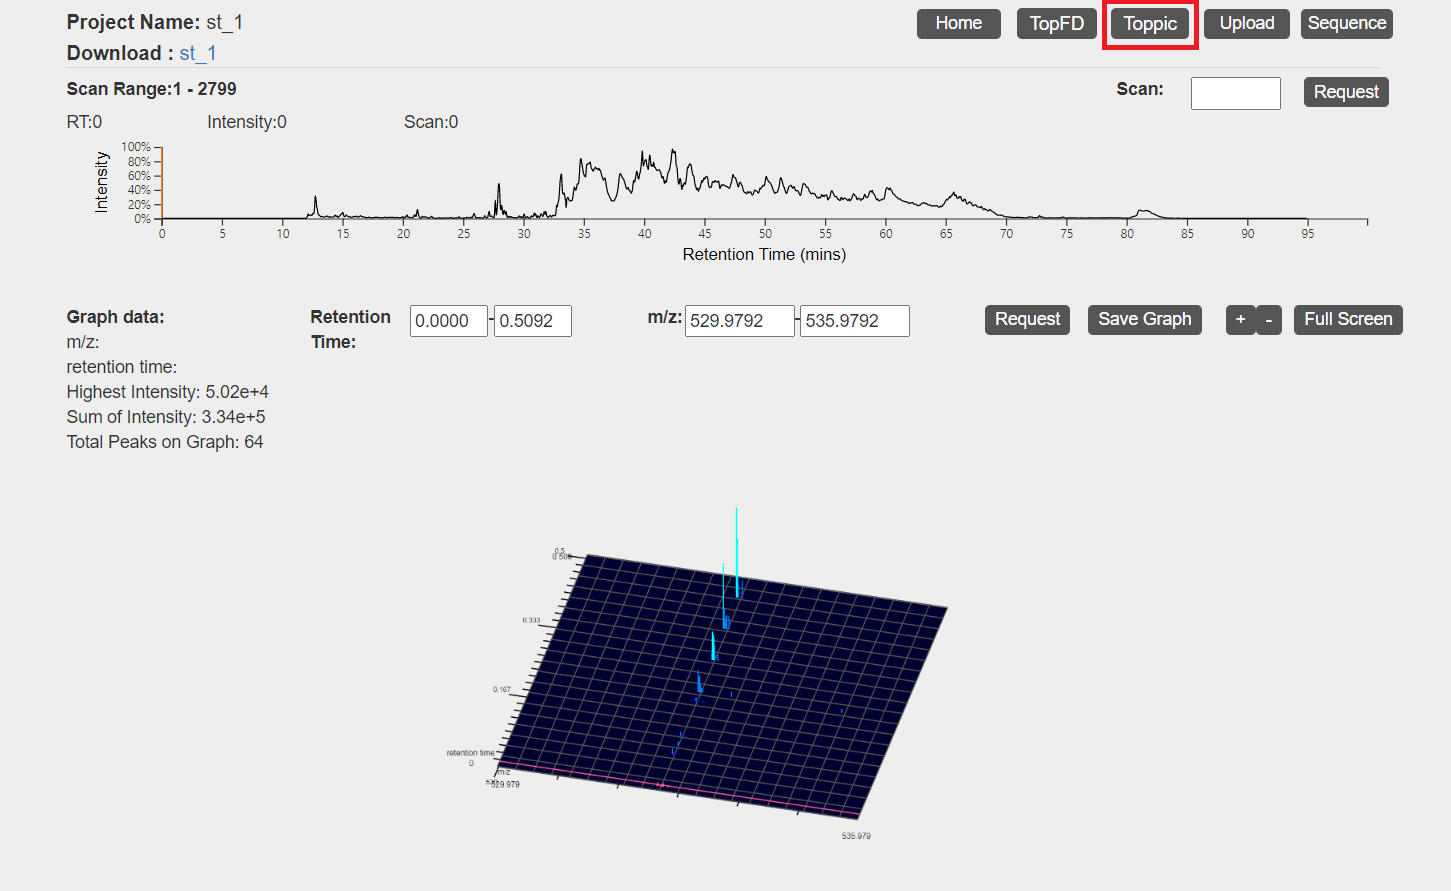 Project Name: st_1
Home TopFD Toppic Upload Sequence
Download : st_1
Scan Range:1 - 2799
Scan: Request
RT:0 Intensity:0 Scan:0
Intensity
100%
80%
60%
40%
20%
0%
0 5 10 15 20 25 30 35 40 45 50 55 60 65 70 75 80 85 90 95
Retention Time (mins)
Graph data:
Retention Time: 0.0000 - 0.5092 m/z: 529.9792 - 535.9792 Request Save Graph + - Full Screen
m/z:
retention time:
Highest Intensity: 5.02e+4
Sum of Intensity: 3.34e+5
Total Peaks on Graph: 64
0.5
0.509
0.333
0.167
retention time
0
m/z
529.979
535.979